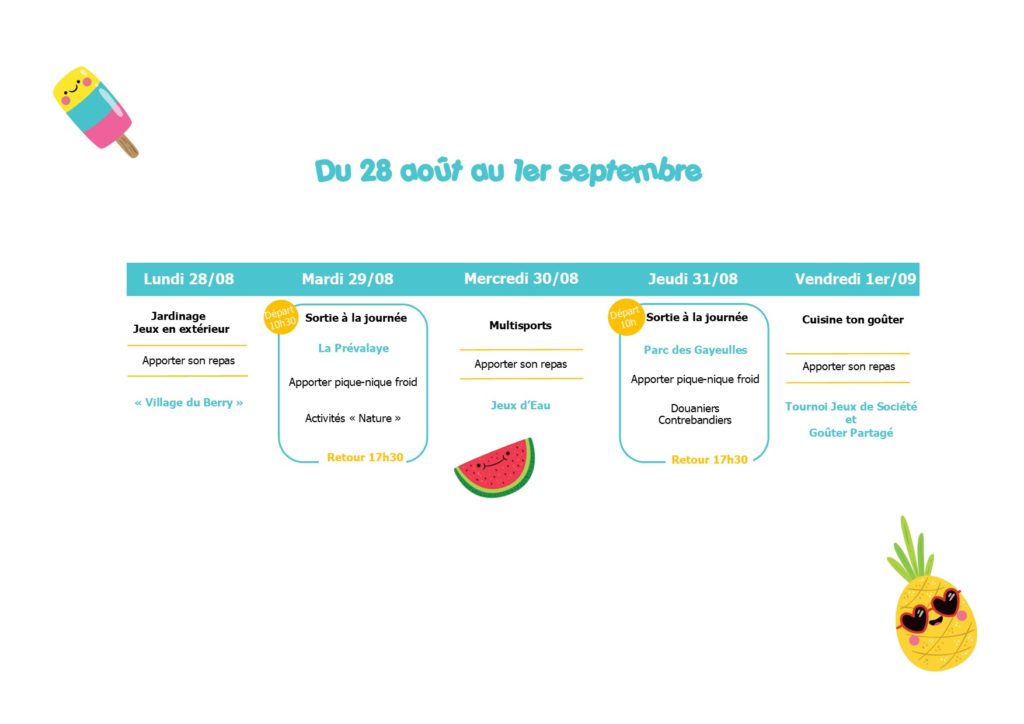 Du 28 août au 1er septembre
Lundi 28/08
Mardi 29/08
Mercredi 30/08
Jeudi 31/08
Vendredi 1er/09
Jardinage
Jeux en extérieur
Apporter son repas
« Village du Berry »
Départ
10h30
Sortie à la journée
La Prévalaye
Apporter pique-nique froid
Activités « Nature »
Retour 17h30
Multisports
Apporter son repas
Jeux d’Eau
Départ
10h
Sortie à la journée
Parc des Gayeulles
Apporter pique-nique froid
Douaniers
Contrebandiers
Retour 17h30
Cuisine ton goûter
Apporter son repas
Tournoi Jeux de Société
et
Goûter Partagé